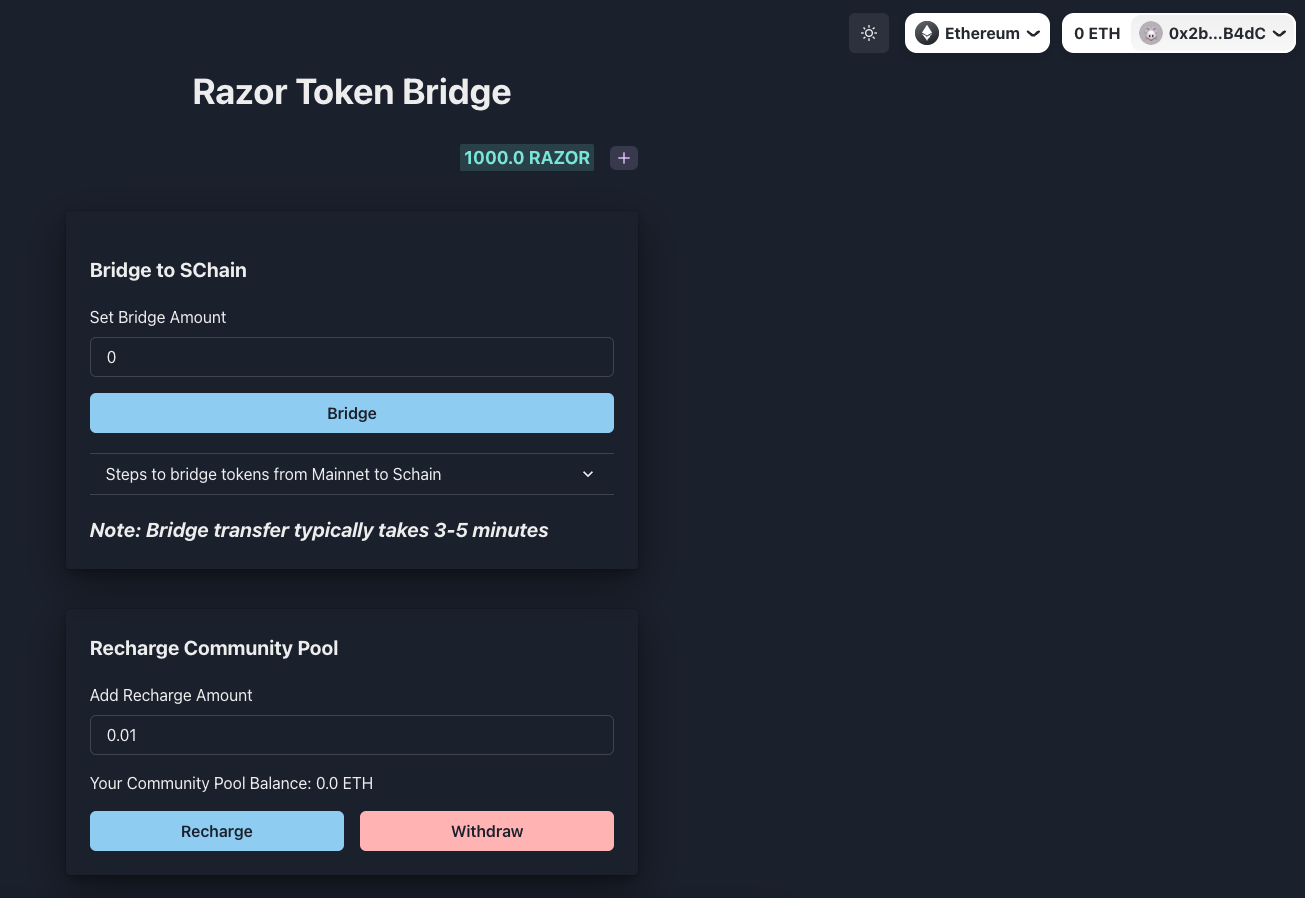 Ethereum
0 ETH 0x2b...B4dC
Razor Token Bridge
1000.0 RAZOR +
Bridge to SChain
Set Bridge Amount
0
Bridge
Steps to bridge tokens from Mainnet to Schain
Note: Bridge transfer typically takes 3-5 minutes
Recharge Community Pool
Add Recharge Amount
0.01
Your Community Pool Balance: 0.0 ETH
Recharge Withdraw